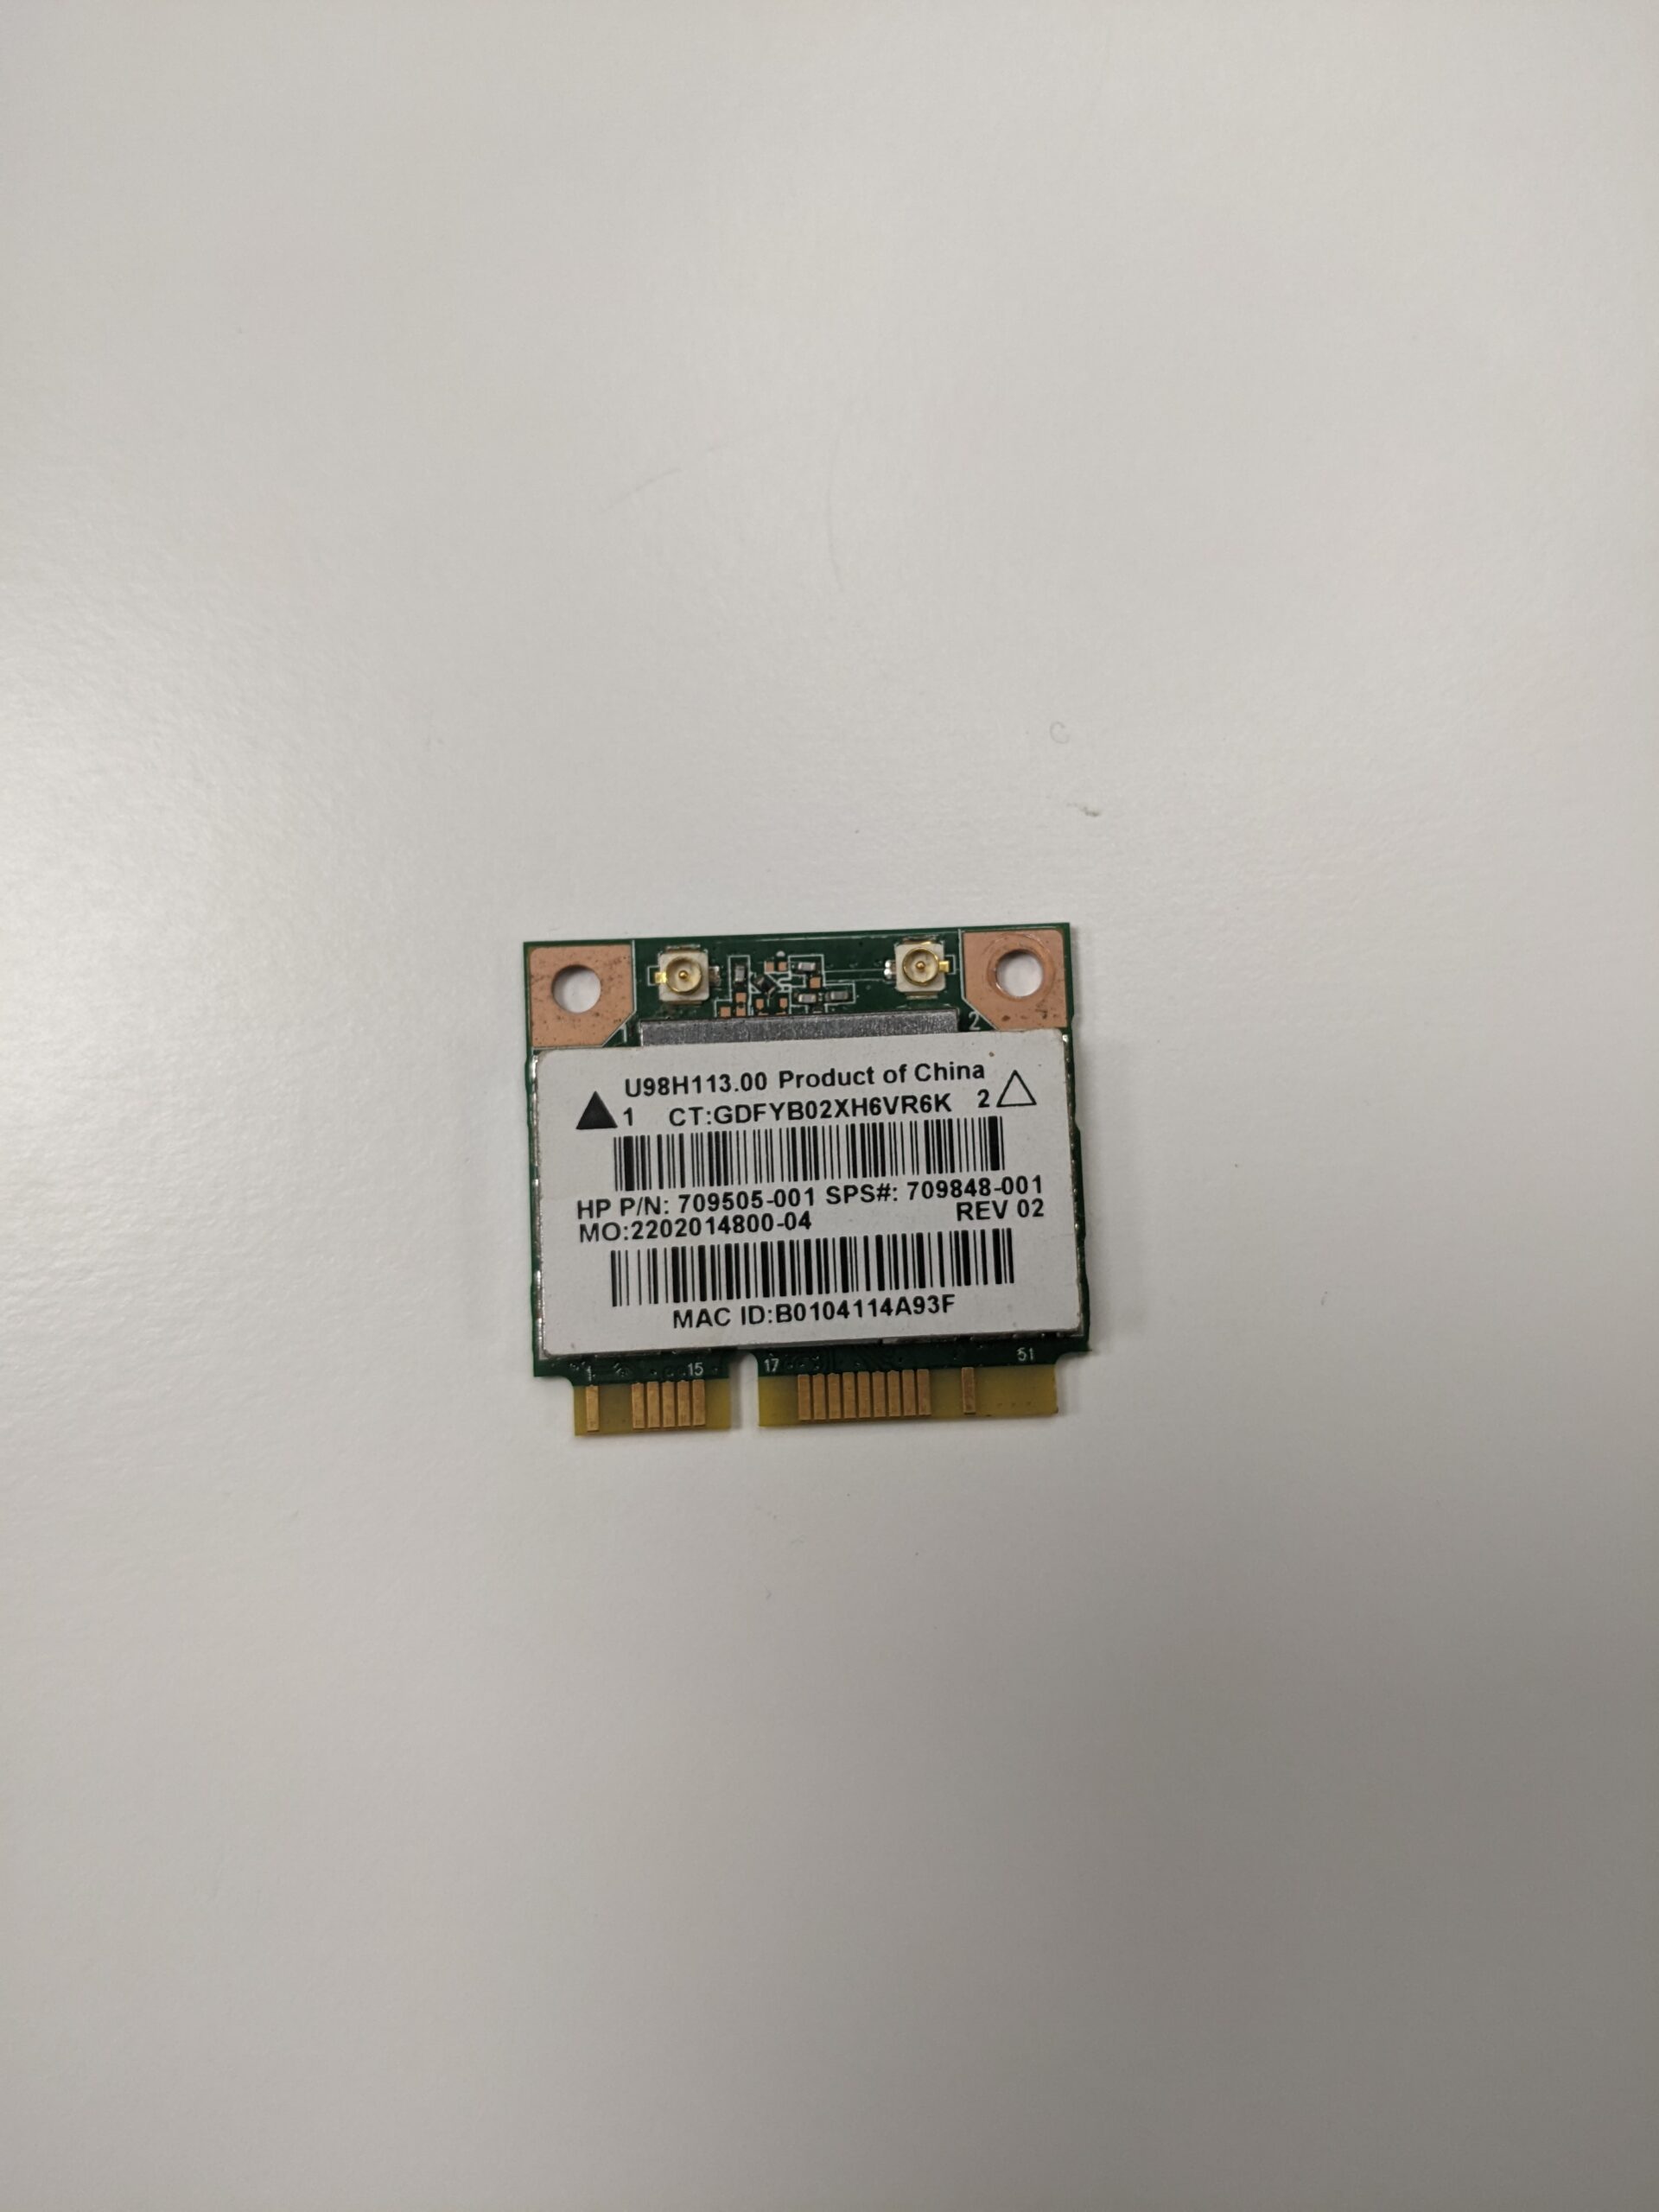 1
2
U98H113.00 Product of China
1 CT:GDFYB02XH6VR6K 2
HP P/N: 709505-001 SPS#: 709848-001
MO:2202014800-04 REV 02
MAC ID:B0104114A93F
1 15 17 51